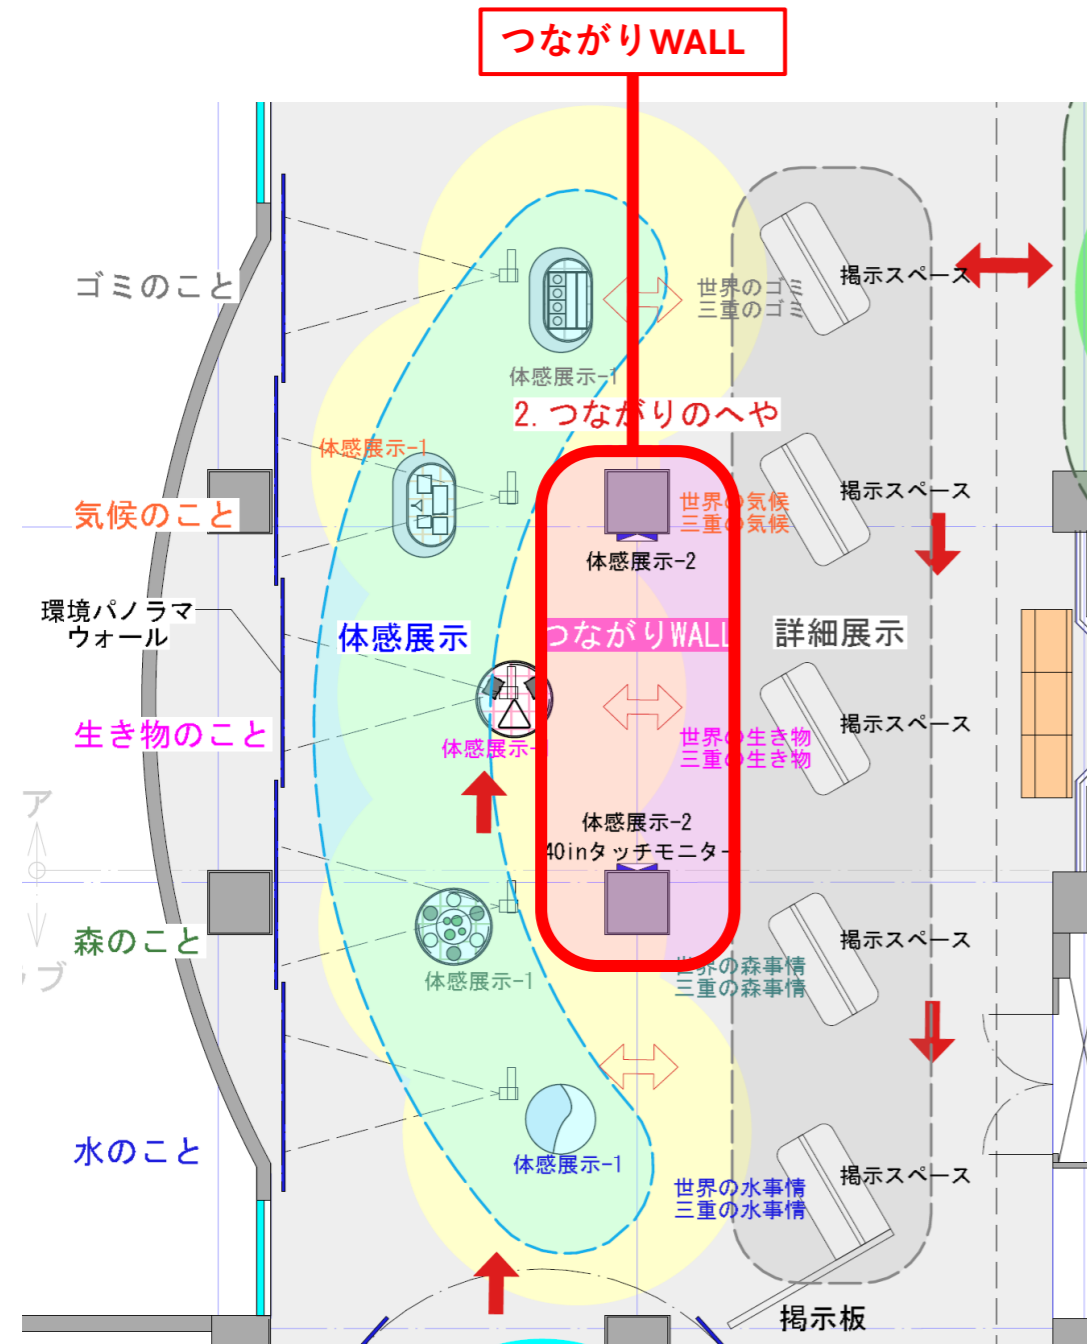 つながりWALL
ゴミのこと
世界のゴミ
三重のゴミ
掲示スペース
体感展示-1
2. つながりのへや
体感展示-1
気候のこと
世界の気候
三重の気候
掲示スペース
体感展示-2
環境パノラマ
ウォール
体感展示
つながりWALL
詳細展示
生き物のこと
体感展示-1
世界の生き物
三重の生き物
掲示スペース
ア
体感展示-2
40inタッチモニター
森のこと
掲示スペース
ブ
体感展示-1
世界の森事情
三重の森事情
水のこと
体感展示-1
世界の水事情
三重の水事情
掲示スペース
掲示板